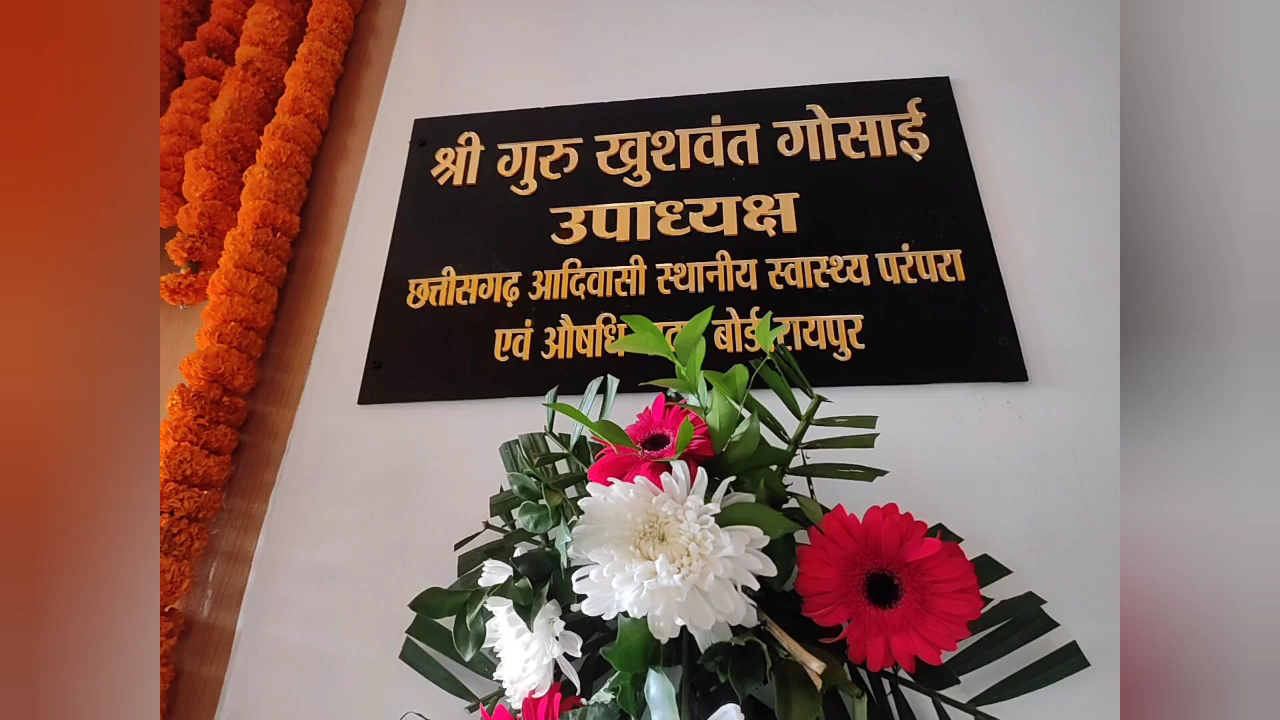 श्री गुरु खुशवंत गोसाई
उपाध्यक्ष
छत्तीसगढ़ आदिवासी स्थानीय स्वास्थ्य परंपरा
एवं औषधि बोर्ड रायपुर